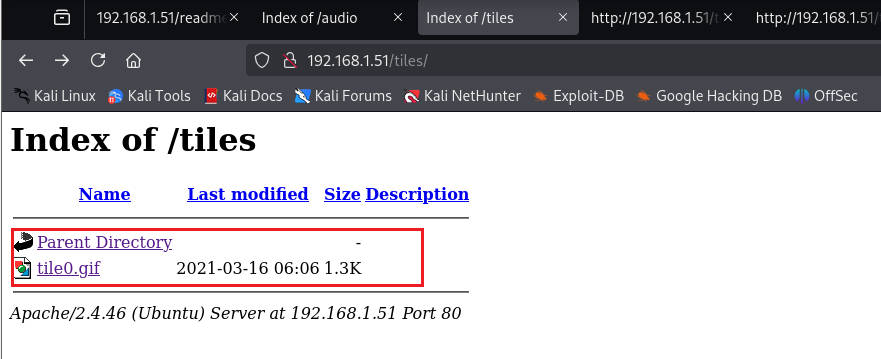 192.168.1.51/readme
Index of /audio
Index of /tiles
http://192.168.1.51/t
http://192.168.1.51/
192.168.1.51/tiles/
Kali Linux
Kali Tools
Kali Docs
Kali Forums
Kali NetHunter
Exploit-DB
Google Hacking DB
OffSec
Index of /tiles
Name Last modified Size Description
Parent Directory -
tile0.gif 2021-03-16 06:06 1.3K
Apache/2.4.46 (Ubuntu) Server at 192.168.1.51 Port 80